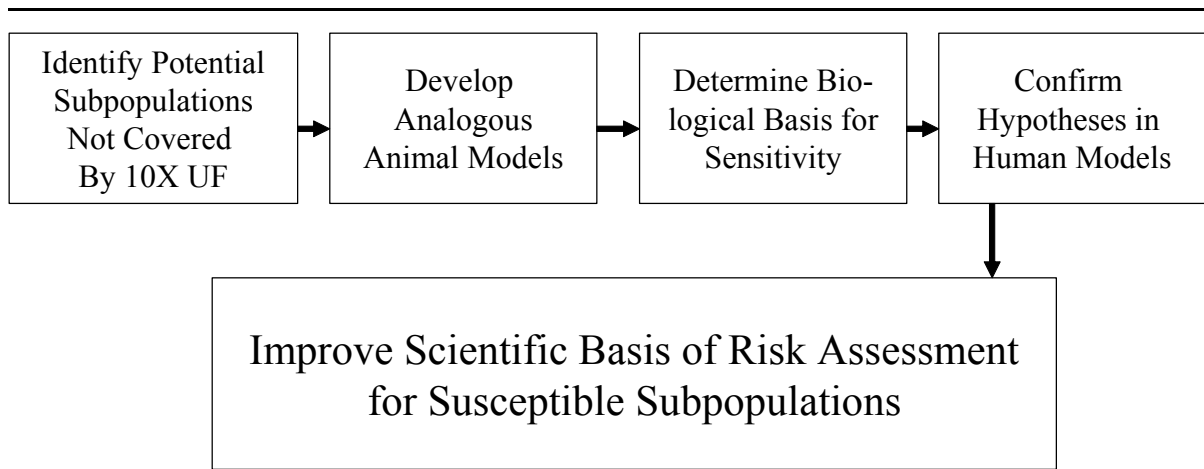 Identify Potential
Subpopulations
Not Covered
By 10X UF
Develop
Analogous
Animal Models
Determine Bio-
logical Basis for
Sensitivity
Confirm
Hypotheses in
Human Models
Improve Scientific Basis of Risk Assessment
for Susceptible Subpopulations